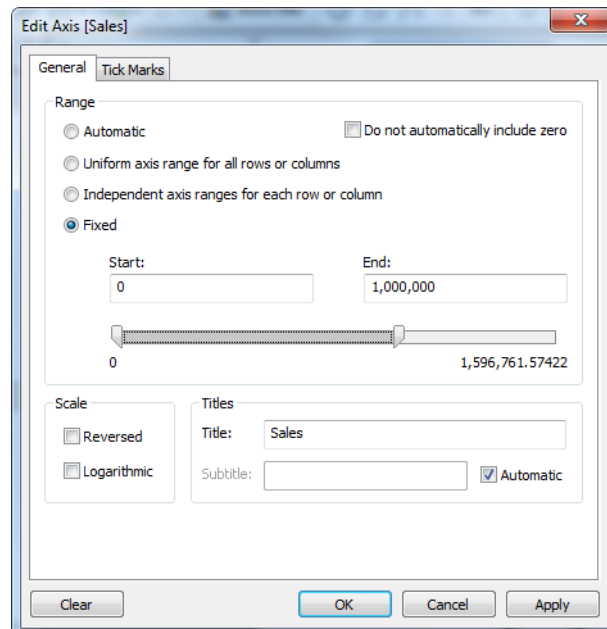 Edit Axis [Sales]
General Tick Marks
Range
Automatic Do not automatically include zero
Uniform axis range for all rows or columns
Independent axis ranges for each row or column
Fixed
Start: End:
0 1,000,000
0 1,596,761.57422
Scale Titles
Reversed Title: Sales
Logarithmic Subtitle: Automatic
Clear OK Cancel Apply